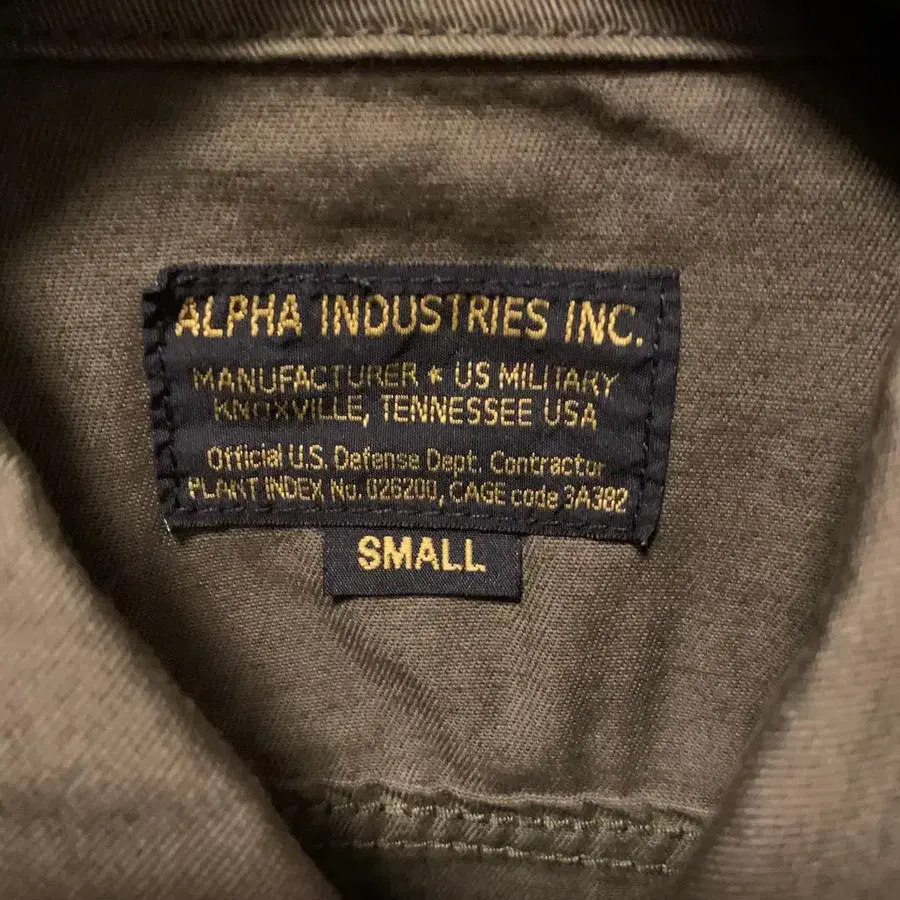 ALPHA INDUSTRIES INC.
MANUFACTURER * US MILITARY
KNOXVILLE, TENNESSEE USA
Official U.S. Defense Dept. Contractor
PLANT INDEX No. 026200, CAGE code 3A382
SMALL